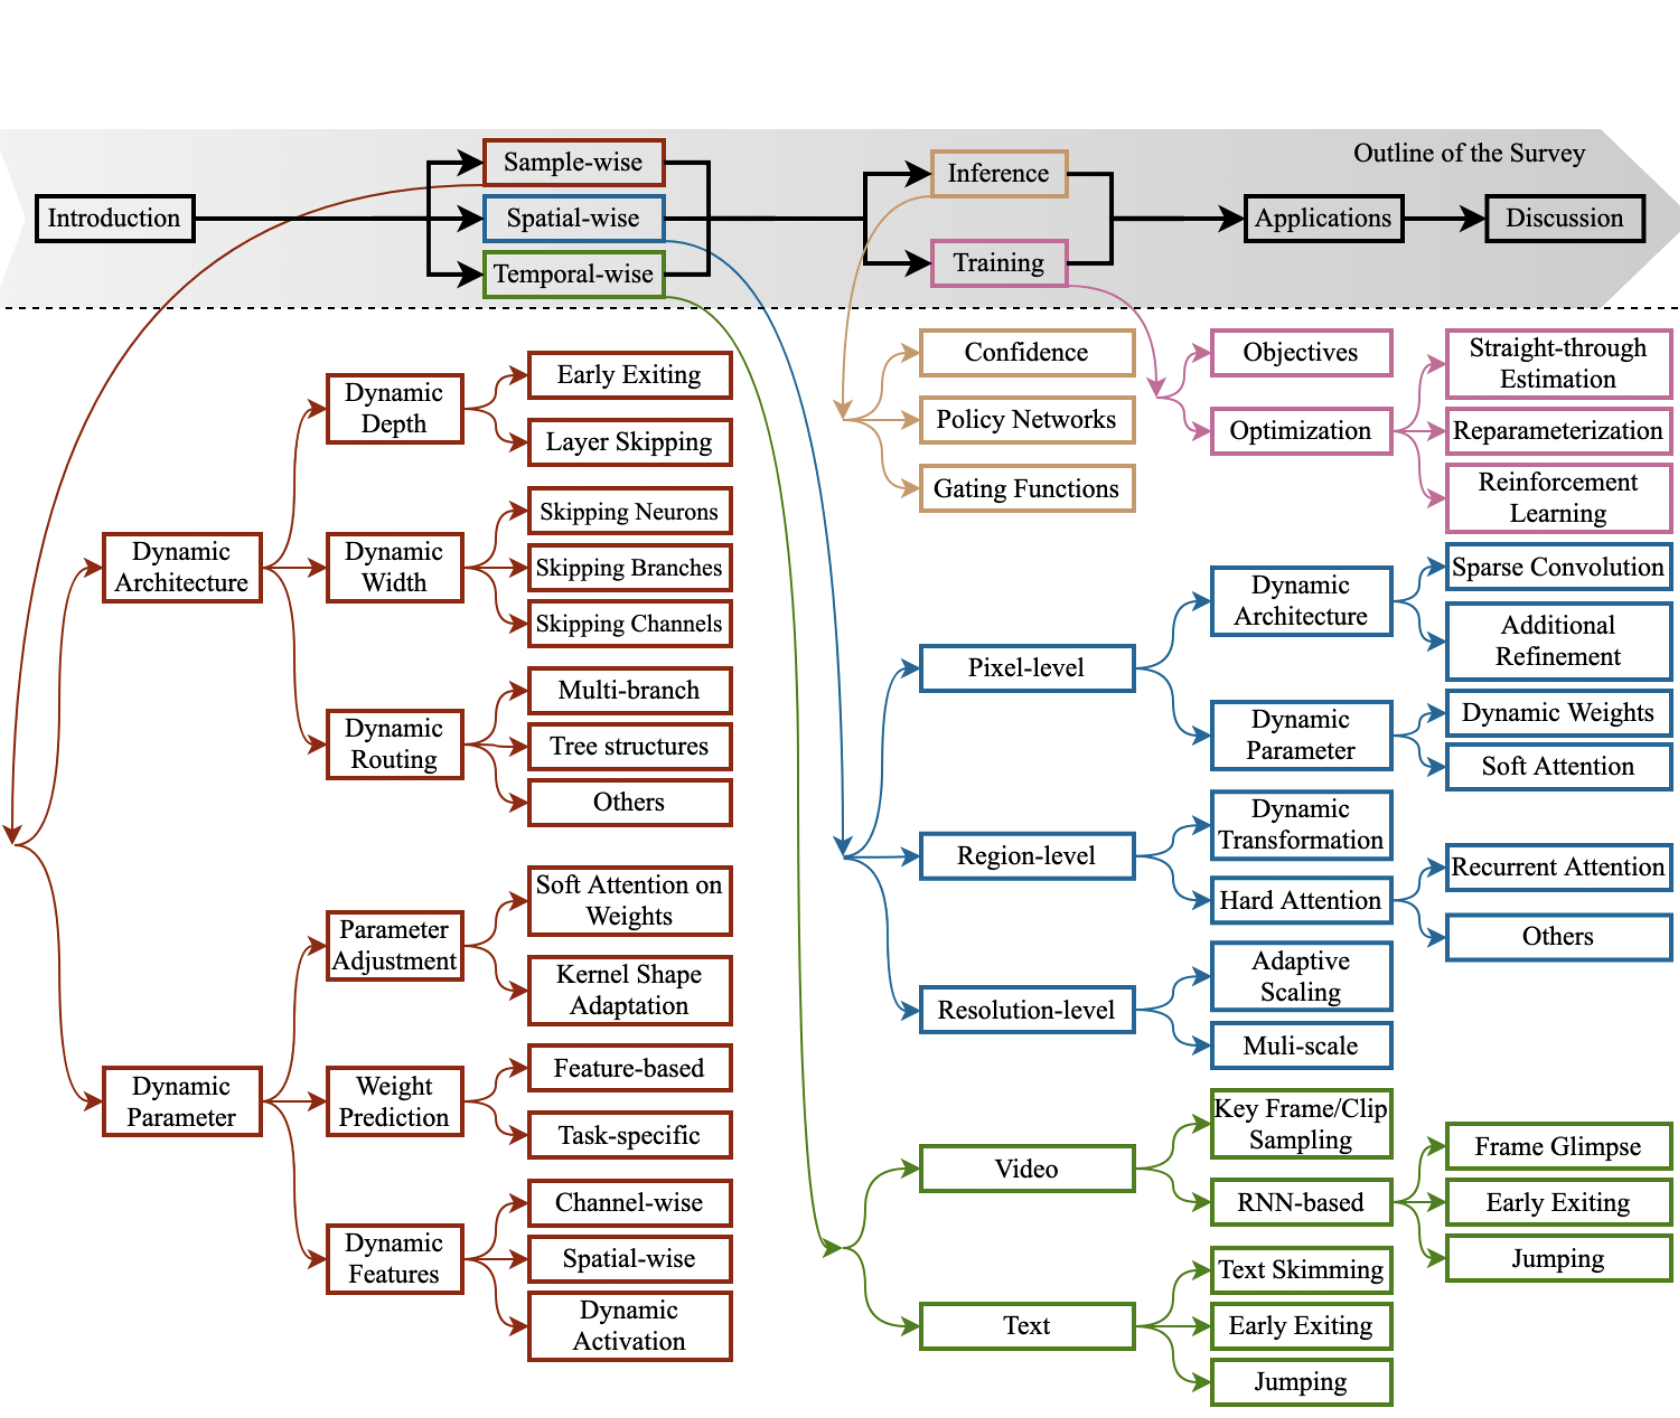 Outline of the Survey
Introduction
Sample-wise
Spatial-wise
Temporal-wise
Inference
Training
Applications
Discussion
Dynamic
Architecture
Dynamic
Depth
Early Exiting
Layer Skipping
Dynamic
Width
Skipping Neurons
Skipping Branches
Skipping Channels
Dynamic
Routing
Multi-branch
Tree structures
Others
Dynamic
Parameter
Parameter
Adjustment
Soft Attention on
Weights
Kernel Shape
Adaptation
Weight
Prediction
Feature-based
Task-specific
Dynamic
Features
Channel-wise
Spatial-wise
Dynamic
Activation
Confidence
Policy Networks
Gating Functions
Objectives
Optimization
Straight-through
Estimation
Reparameterization
Reinforcement
Learning
Pixel-level
Dynamic
Architecture
Sparse Convolution
Additional
Refinement
Dynamic
Parameter
Dynamic Weights
Soft Attention
Region-level
Dynamic
Transformation
Hard Attention
Recurrent Attention
Others
Resolution-level
Adaptive
Scaling
Muli-scale
Video
Key Frame/Clip
Sampling
RNN-based
Frame Glimpse
Early Exiting
Jumping
Text
Text Skimming
Early Exiting
Jumping